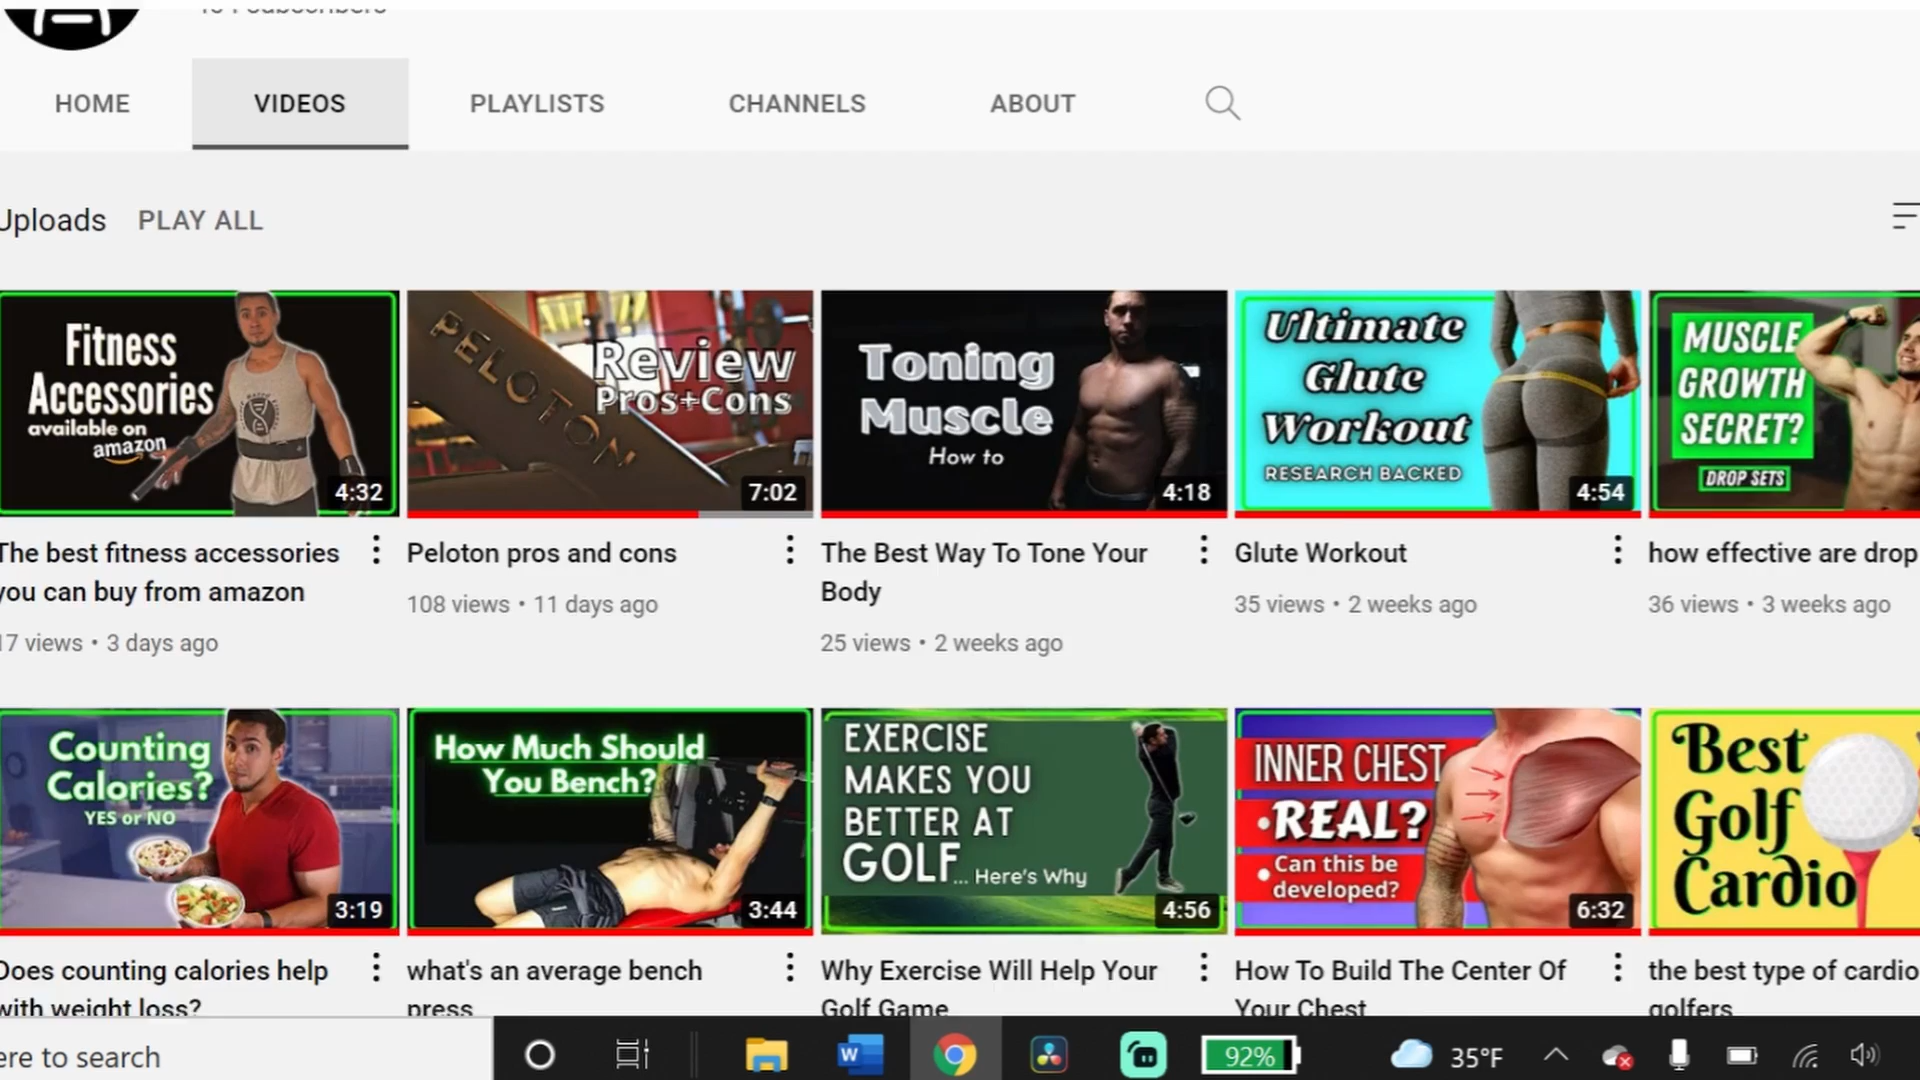 HOME VIDEOS PLAYLISTS CHANNELS ABOUT
Uploads PLAY ALL
Fitness
Accessories
available on
amazon
4:32
PELOTON
Review
Pros+Cons
7:02
Toning
Muscle
How to
4:18
Ultimate
Glute
Workout
RESEARCH BACKED
4:54
MUSCLE
GROWTH
SECRET?
DROP SETS
The best fitness accessories
you can buy from amazon
17 views • 3 days ago
Peloton pros and cons
108 views • 11 days ago
The Best Way To Tone Your
Body
25 views • 2 weeks ago
Glute Workout
35 views • 2 weeks ago
how effective are drop
36 views • 3 weeks ago
Counting
Calories?
YES or NO
3:19
How Much Should
You Bench?
3:44
EXERCISE
MAKES YOU
BETTER AT
GOLF... Here's Why
4:56
INNER CHEST
•REAL?
•Can this be
developed?
6:32
Best
Golf
Cardio
Does counting calories help
with weight loss?
what's an average bench
press
Why Exercise Will Help Your
Golf Game
How To Build The Center Of
Your Chest
the best type of cardio
golfers
ere to search
W
92%
35°F